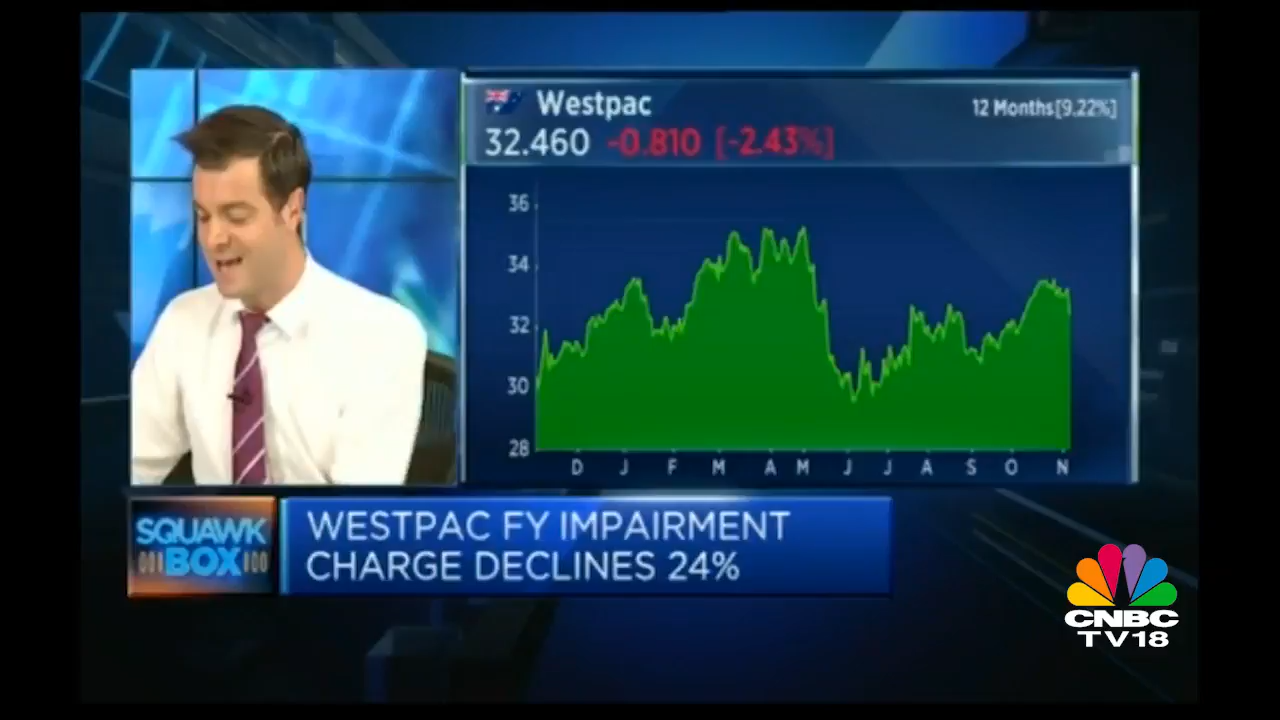 Westpac
12 Months[9.22%]
32.460 -0.810 [-2.43%]
36
34
32
30
28
D J F M A M J J A S O N
SQUAWK
BOX
WESTPAC FY IMPAIRMENT
CHARGE DECLINES 24%
CNBC
TV18